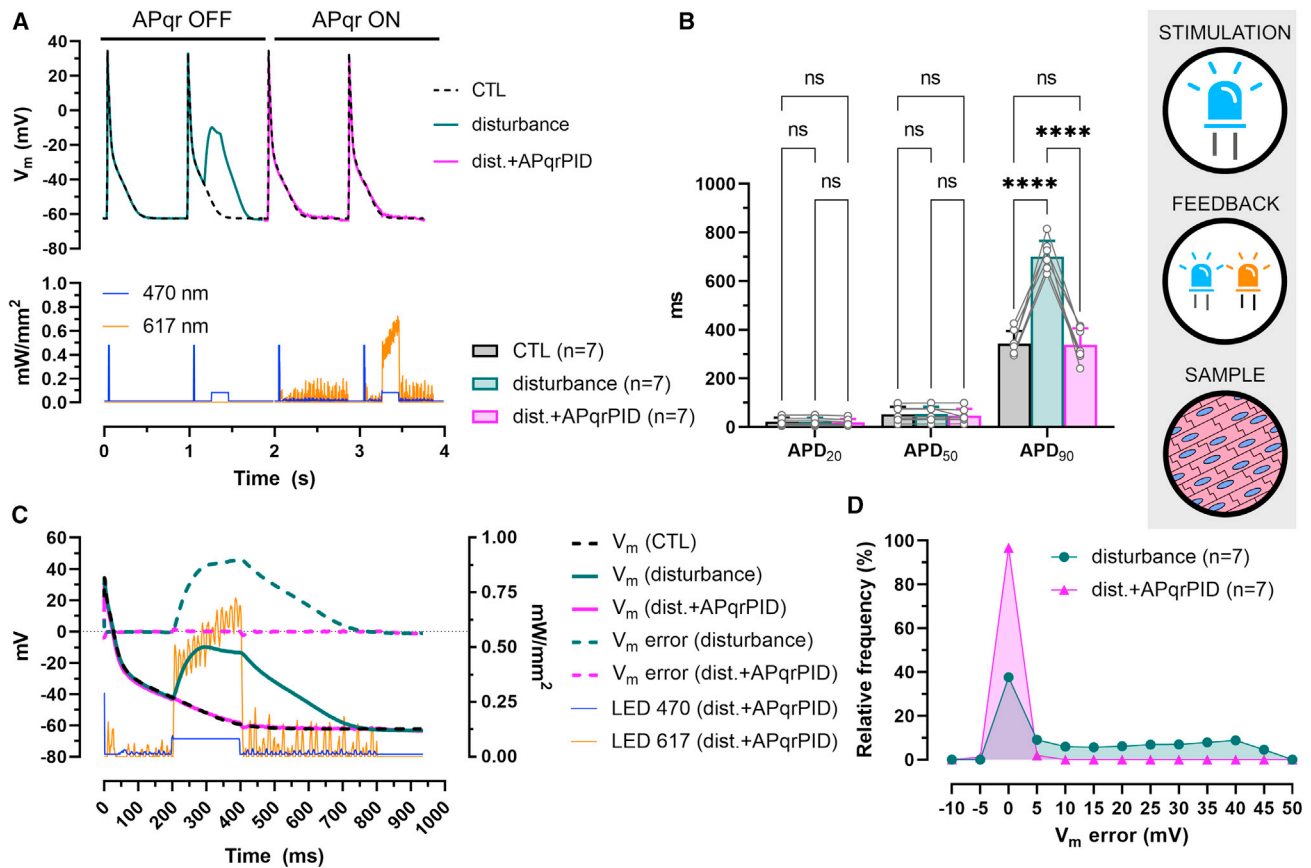 A
APqr OFF
APqr ON
40
20
0
-20
-40
-60
-80
Vm (mV)
CTL
disturbance
dist.+APqrPID
1.0
0.8
0.6
0.4
0.2
0.0
mW/mm²
470 nm
617 nm
0
1
2
3
4
Time (s)
CTL (n=7)
disturbance (n=7)
dist.+APqrPID (n=7)
B
ns
ns
ns
ns
ns
ns
ns
****
****
1000
800
600
400
200
0
ms
APD20
APD50
APD90
STIMULATION
FEEDBACK
SAMPLE
C
60
40
20
0
-20
-40
-60
-80
mV
1.00
0.75
0.50
0.25
0.00
mW/mm²
0
100
200
300
400
500
600
700
800
900
1000
Time (ms)
Vm (CTL)
Vm (disturbance)
Vm (dist.+APqrPID)
Vm error (disturbance)
Vm error (dist.+APqrPID)
LED 470 (dist.+APqrPID)
LED 617 (dist.+APqrPID)
D
100
80
60
40
20
0
Relative frequency (%)
disturbance (n=7)
dist.+APqrPID (n=7)
-10
-5
0
5
10
15
20
25
30
35
40
45
50
Vm error (mV)